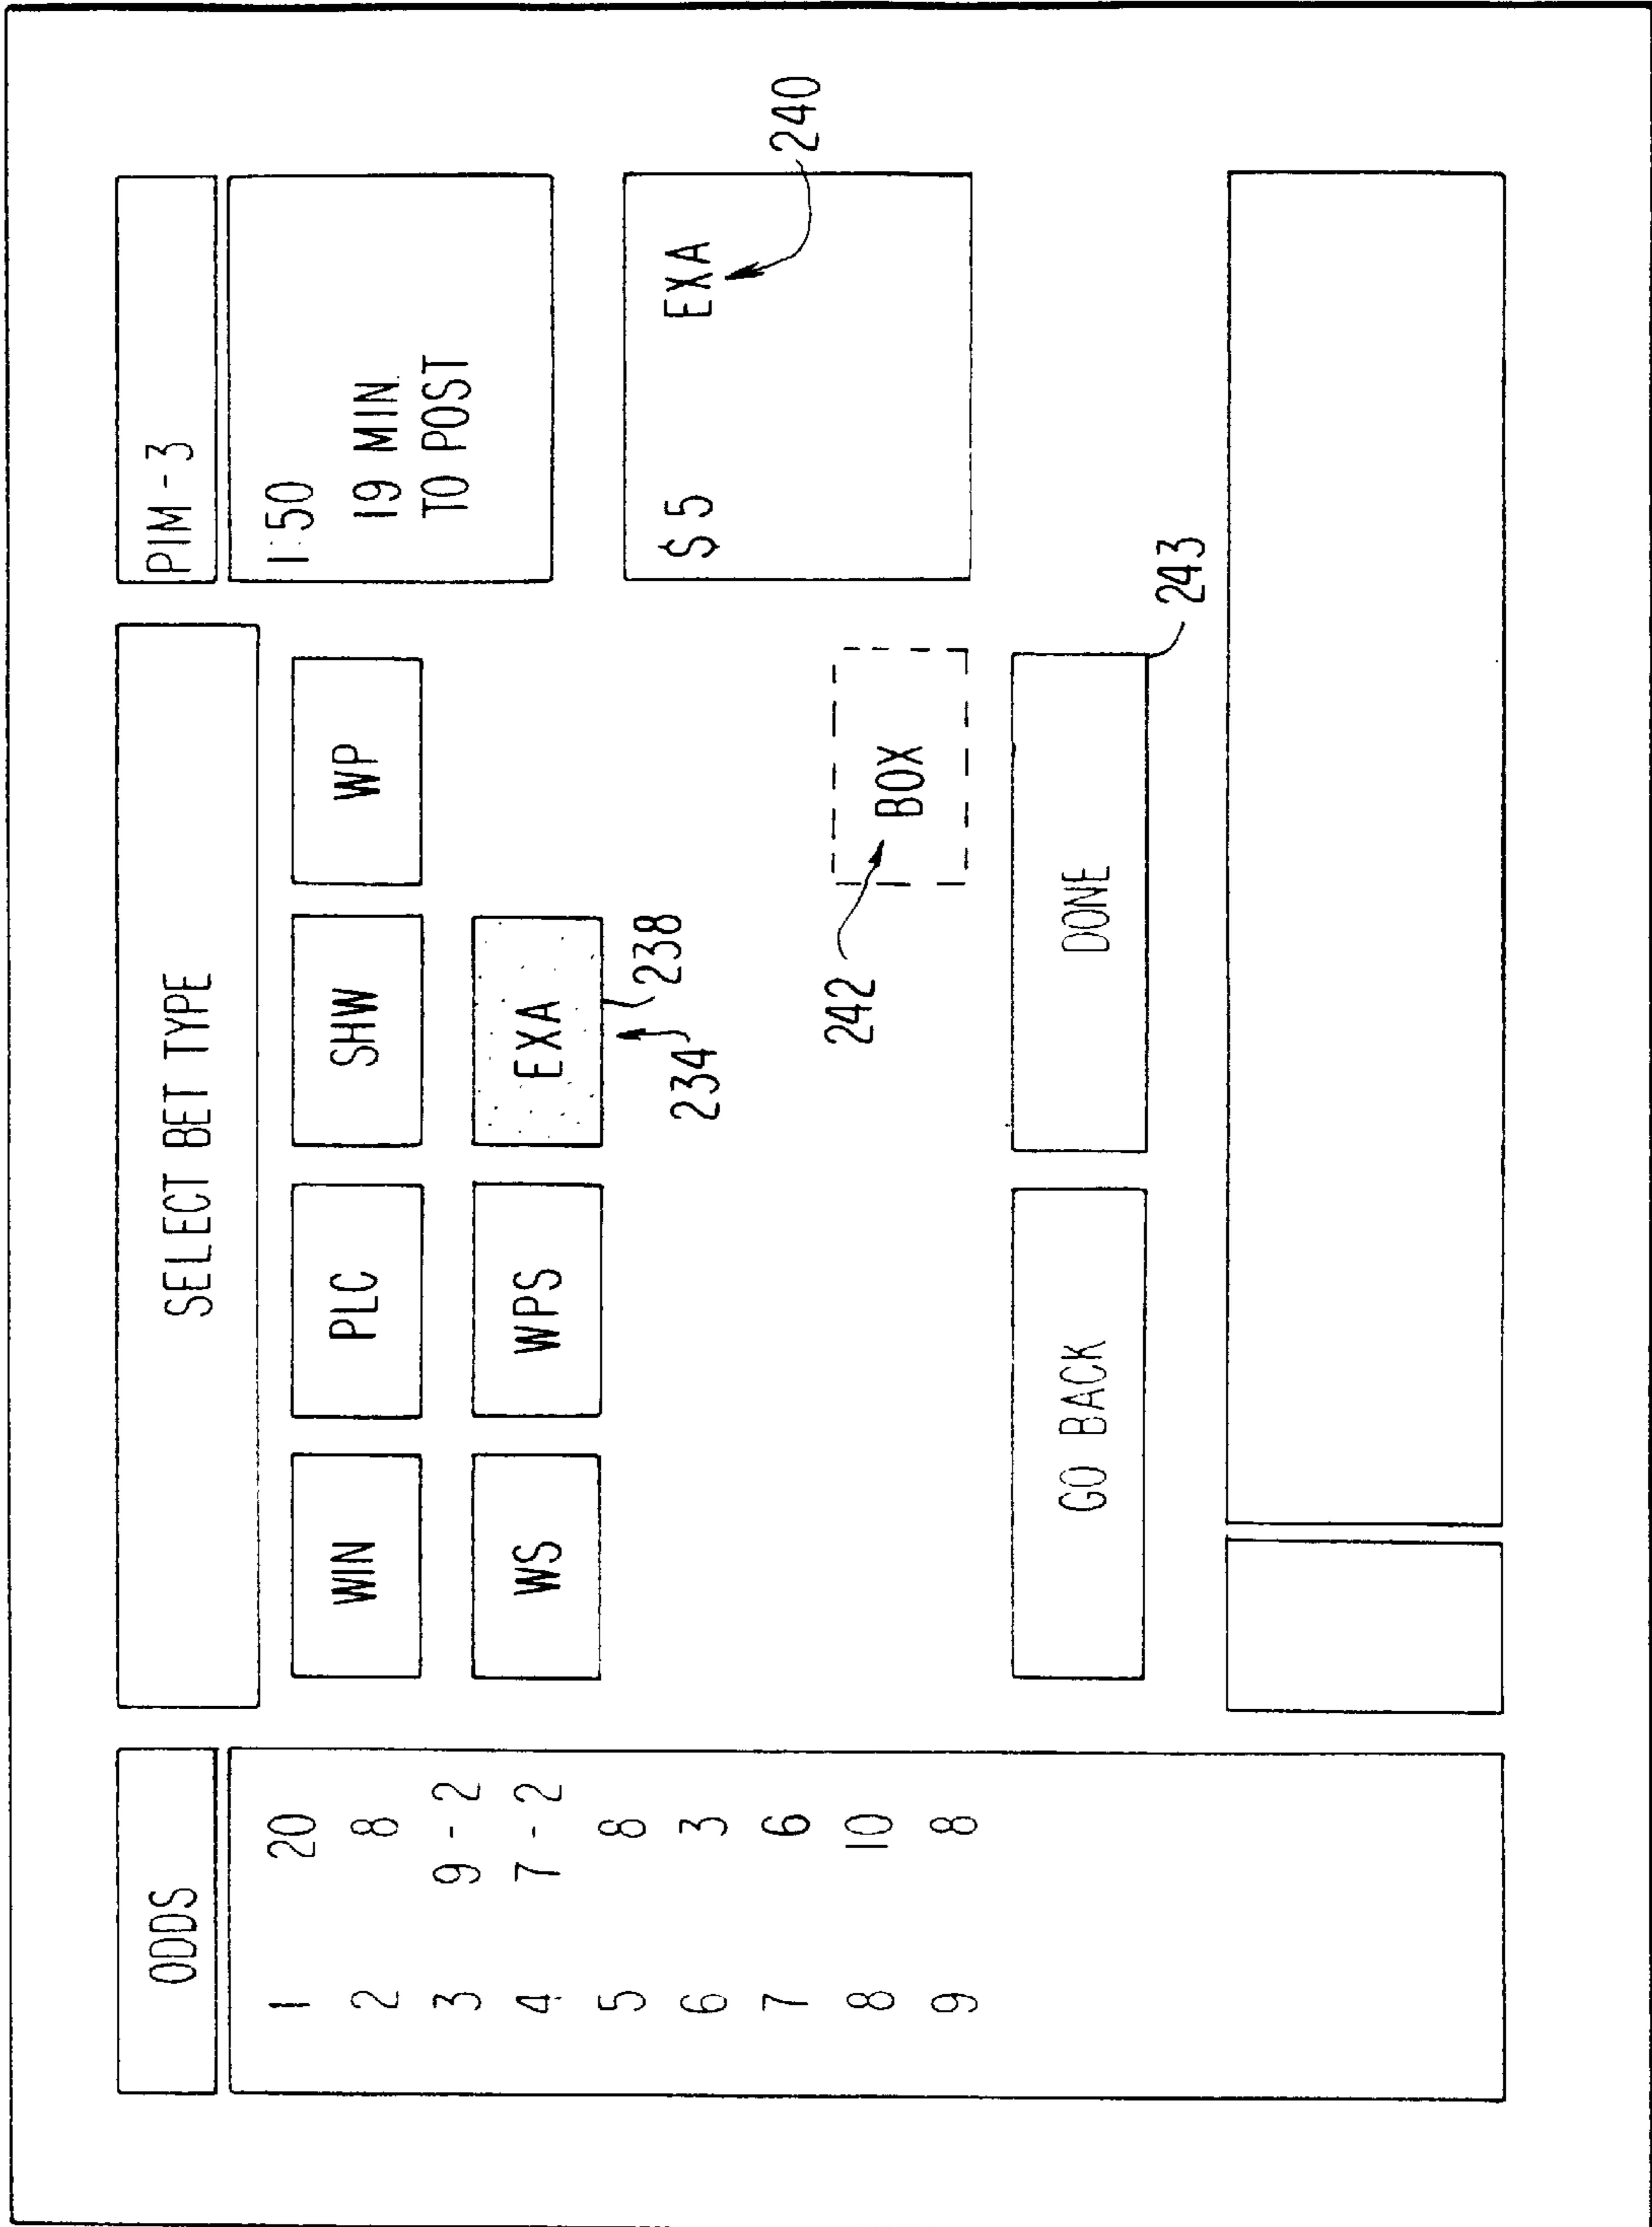 ODDS
1 20
2 8
3 9 - 2
4 7 - 2
5 8
6 3
7 6
8 10
9 8
SELECT BET TYPE
WIN PLC SHW WP
WS WPS EXA
234 238
242 BOX
GO BACK DONE
243
PIM - 3
1:50
19 MIN.
TO POST
$ 5 EXA
240